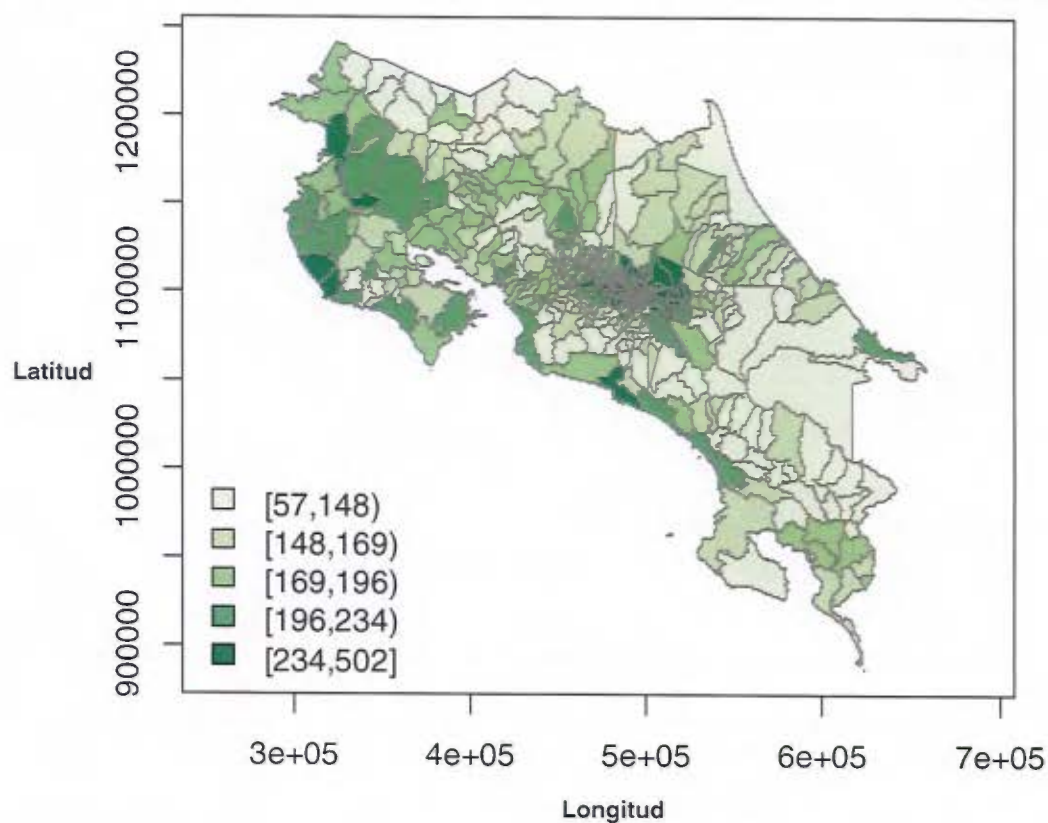 1200000
1100000
1000000
900000
Latitud
[57,148)
[148,169)
[169,196)
[196,234)
[234,502]
3e+05
4e+05
5e+05
6e+05
7e+05
Longitud